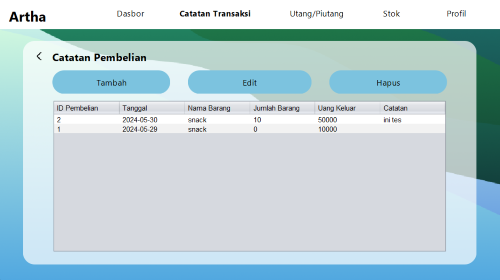 Artha Dasbor Catatan Transaksi Utang/Piutang Stok Profil
Catatan Pembelian
Tambah Edit Hapus
ID Pembelian Tanggal Nama Barang Jumlah Barang Uang Keluar Catatan
2 2024-05-30 snack 10 50000 ini tes
1 2024-05-29 snack 0 10000